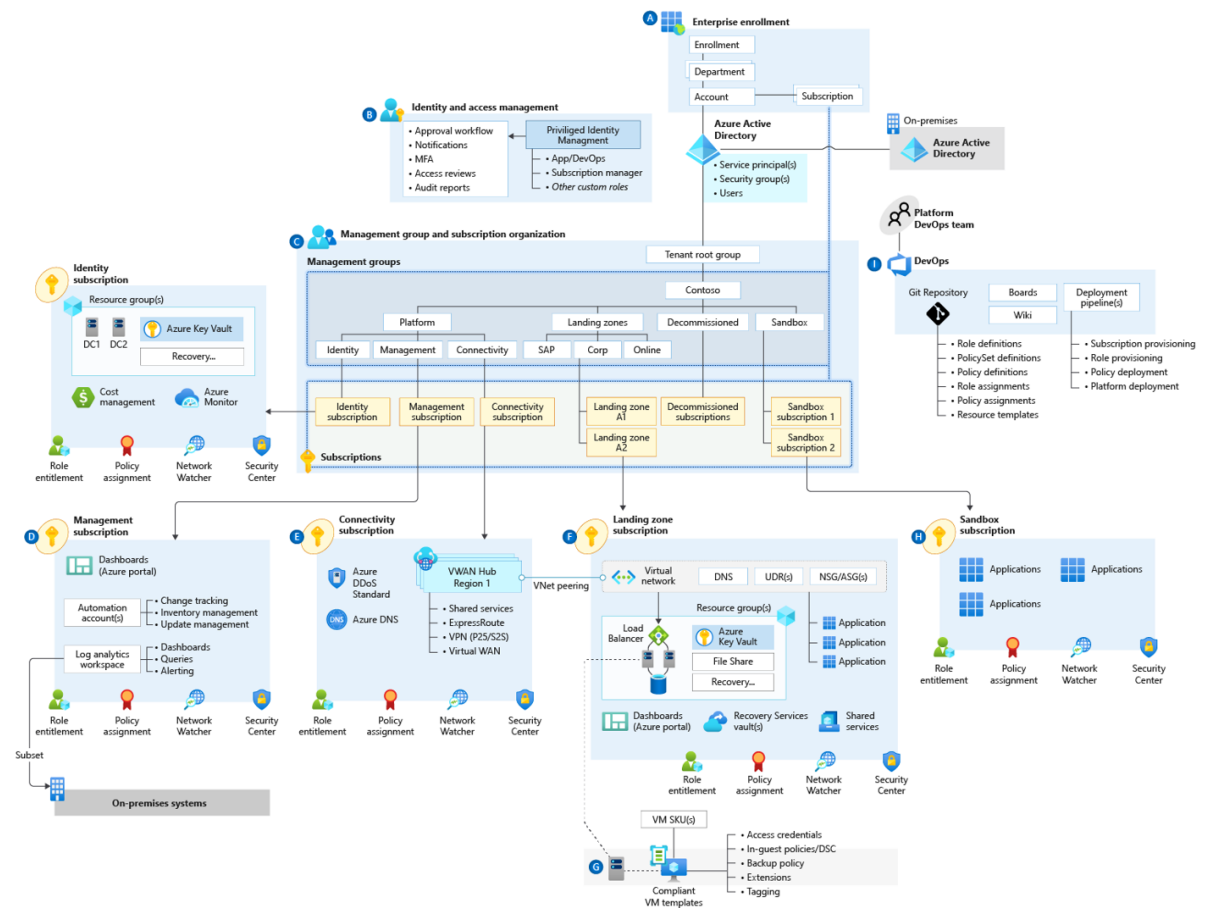 A
Enterprise enrollment
Enrollment
Department
Account
Subscription
B
Identity and access management
• Approval workflow
• Notifications
• MFA
• Access reviews
• Audit reports
Priviliged Identity
Managment
• App/DevOps
• Subscription manager
• Other custom roles
Azure Active
Directory
• Service principal(s)
• Security group(s)
• Users
On-premises
Azure Active
Directory
Platform
DevOps team
C
Management group and subscription organization
Management groups
Tenant root group
Contoso
Platform
Landing zones
Decommissioned
Sandbox
Identity
Management
Connectivity
SAP
Corp
Online
Identity
subscription
Management
subscription
Connectivity
subscription
Landing zone
A1
Landing zone
A2
Decommissioned
subscriptions
Sandbox
subscription 1
Sandbox
subscription 2
Subscriptions
I
DevOps
Git Repository
Boards
Wiki
Deployment
pipeline(s)
• Role definitions
• PolicySet definitions
• Policy definitions
• Role assignments
• Policy assignments
• Resource templates
• Subscription provisioning
• Role provisioning
• Policy deployment
• Platform deployment
Identity
subscription
Resource group(s)
DC1
DC2
Azure Key Vault
Recovery...
Cost
management
Azure
Monitor
Role
entitlement
Policy
assignment
Network
Watcher
Security
Center
D
Management
subscription
Dashboards
(Azure portal)
Automation
account(s)
• Change tracking
• Inventory management
• Update management
Log analytics
workspace
• Dashboards
• Queries
• Alerting
Role
entitlement
Policy
assignment
Network
Watcher
Security
Center
Subset
On-premises systems
E
Connectivity
subscription
Azure
DDoS
Standard
DNS
Azure DNS
VWAN Hub
Region 1
• Shared services
• ExpressRoute
• VPN (P25/S2S)
• Virtual WAN
Role
entitlement
Policy
assignment
Network
Watcher
Security
Center
VNet peering
F
Landing zone
subscription
Virtual
network
DNS
UDR(s)
NSG/ASG(s)
Resource group(s)
Load
Balancer
Azure
Key Vault
File Share
Recovery...
Application
Application
Application
Dashboards
(Azure portal)
Recovery Services
vault(s)
Shared
services
Role
entitlement
Policy
assignment
Network
Watcher
Security
Center
G
VM SKU(s)
Compliant
VM templates
• Access credentials
• In-guest policies/DSC
• Backup policy
• Extensions
• Tagging
H
Sandbox
subscription
Applications
Applications
Applications
Role
entitlement
Policy
assignment
Network
Watcher
Security
Center